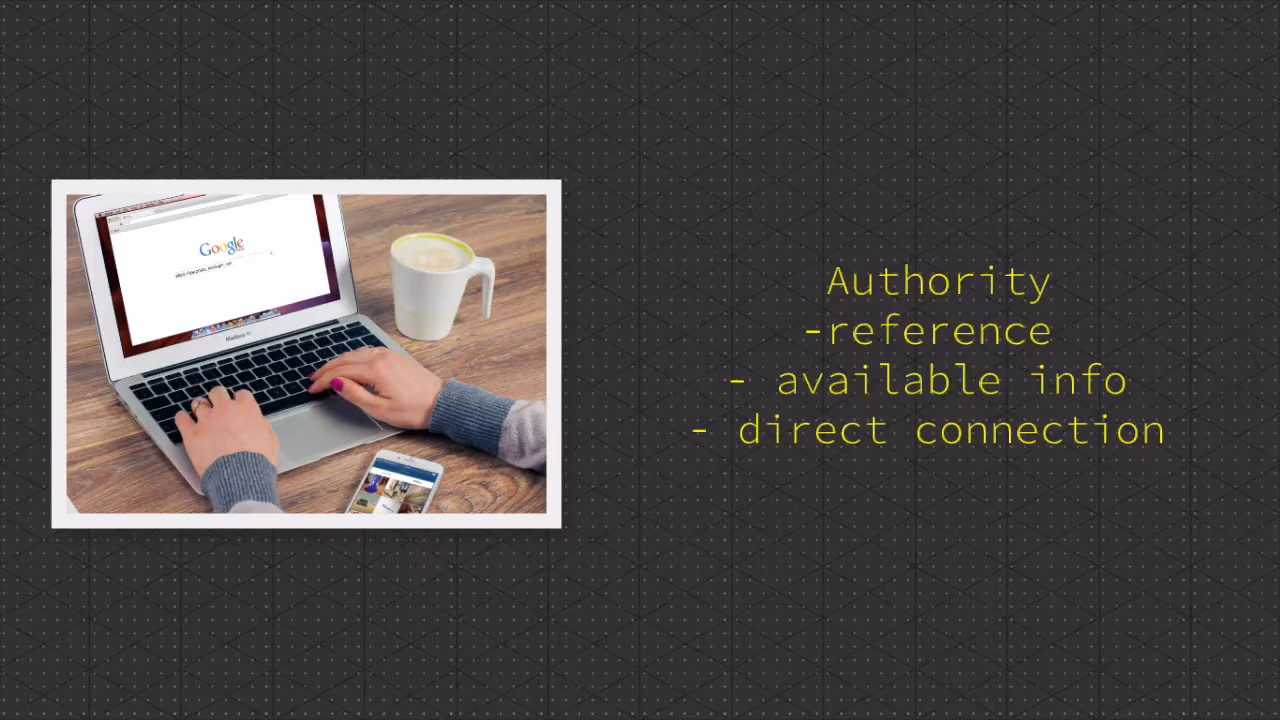 Google
Authority
-reference
- available info
- direct connection